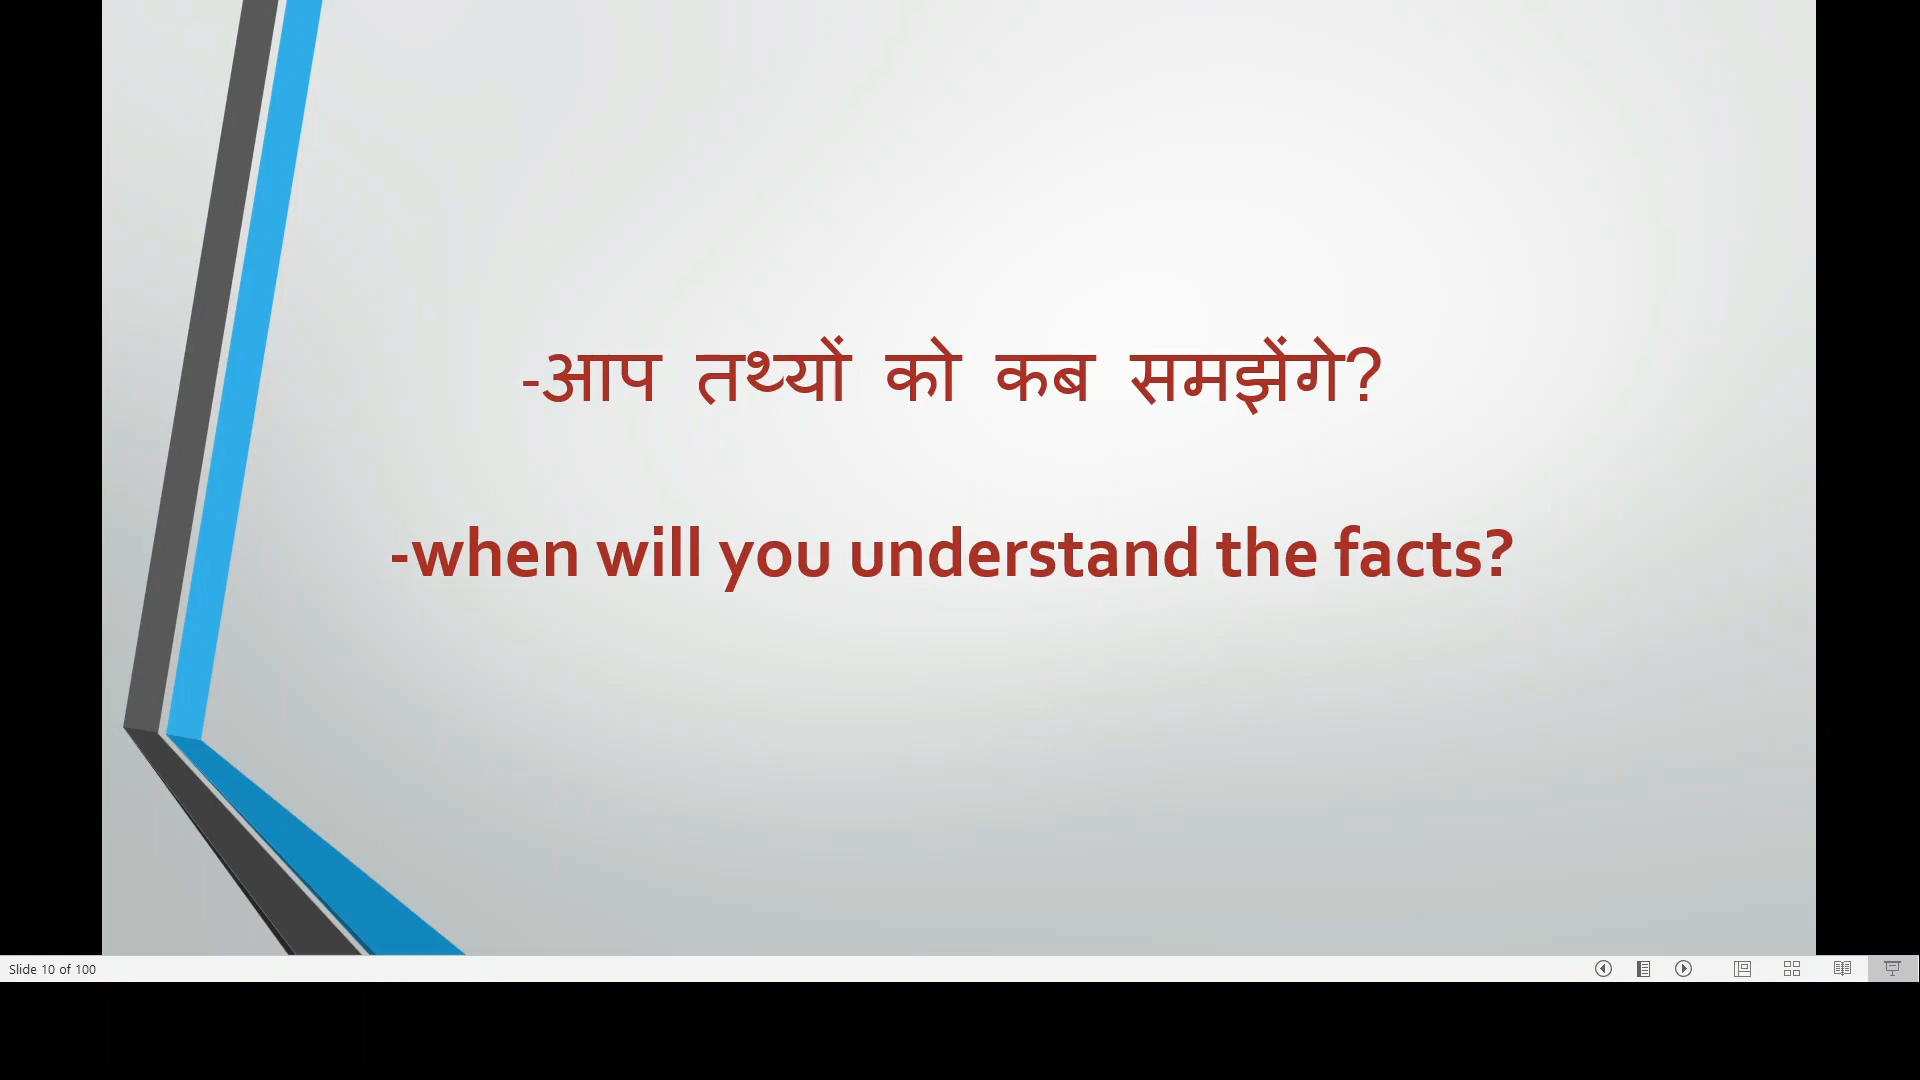 -आप तथ्यों को कब समझेंगे?
-when will you understand the facts?
Slide 10 of 100